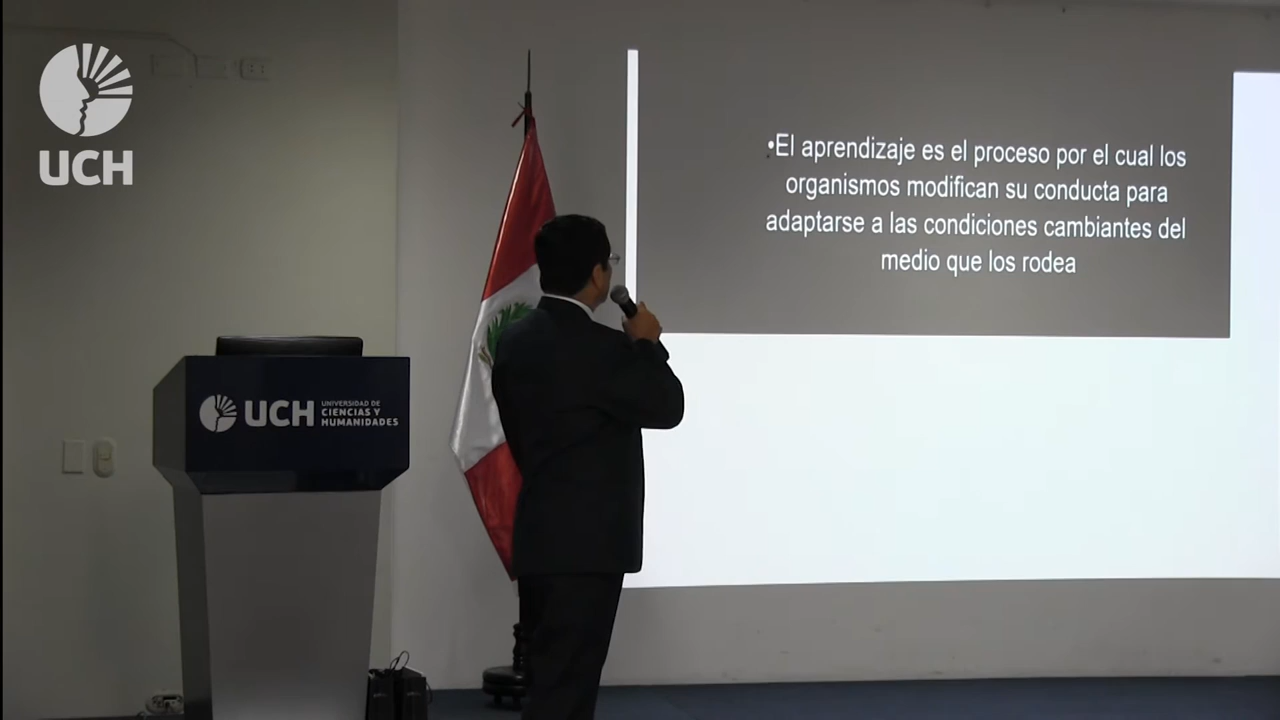 UCH
•El aprendizaje es el proceso por el cual los
organismos modifican su conducta para
adaptarse a las condiciones cambiantes del
medio que los rodea
UCH
UNIVERSIDAD DE
CIENCIAS Y
HUMANIDADES